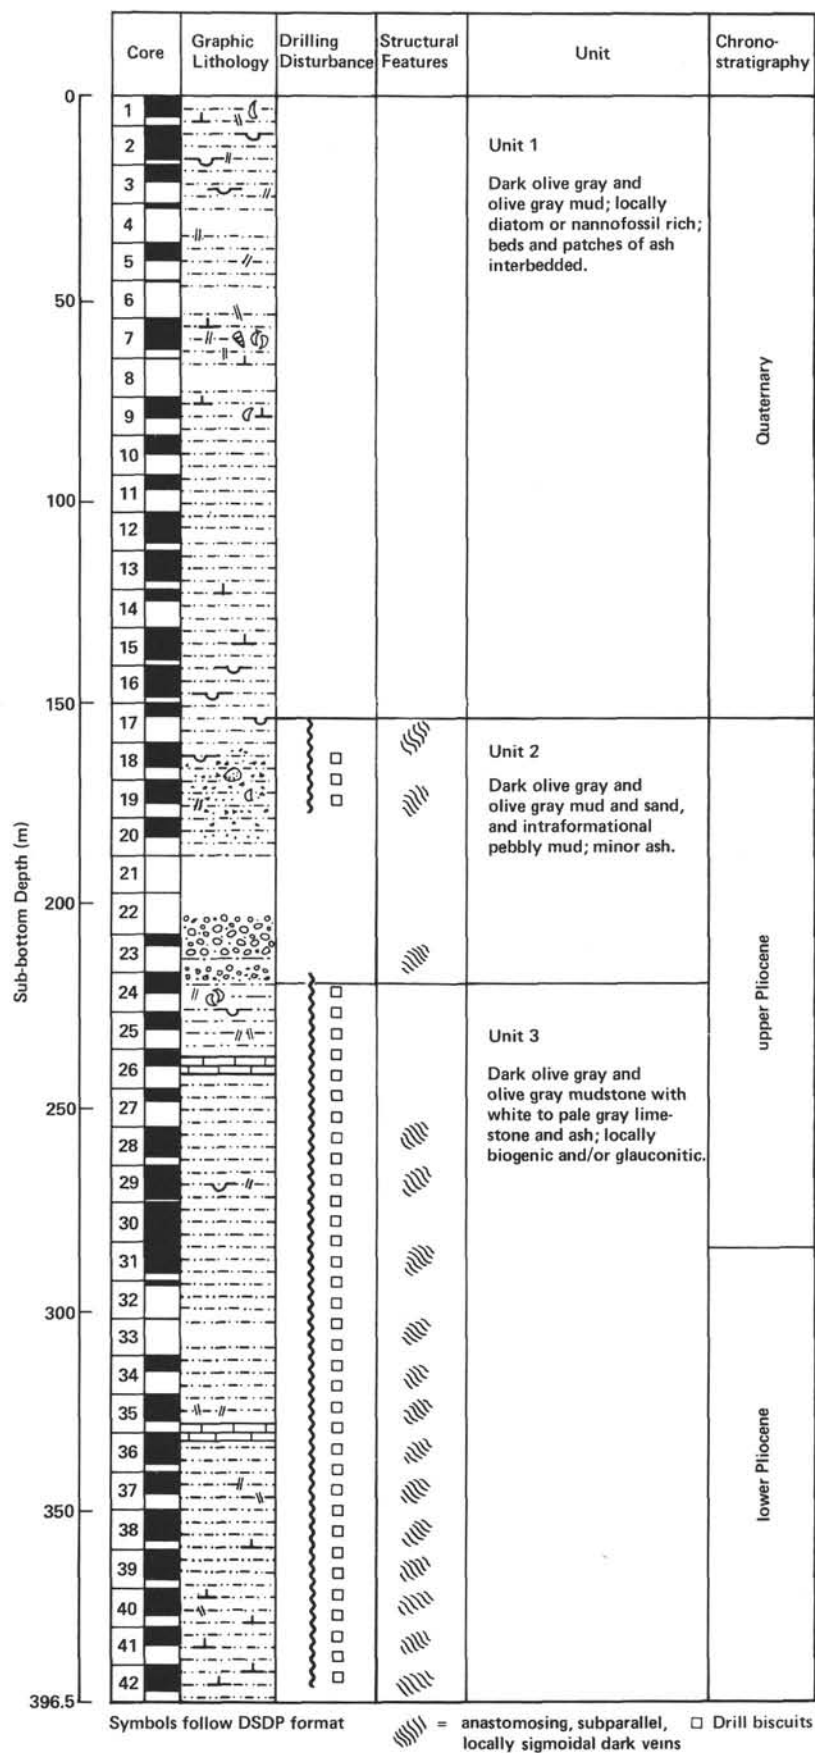 Core
Graphic Lithology
Drilling Disturbance
Structural Features
Unit
Chrono-
stratigraphy
0
50
100
150
200
250
300
350
396.5
Sub-bottom Depth (m)
1
2
3
4
5
6
7
8
9
10
11
12
13
14
15
16
17
18
19
20
21
22
23
24
25
26
27
28
29
30
31
32
33
34
35
36
37
38
39
40
41
42
Unit 1
Dark olive gray and
olive gray mud; locally
diatom or nannofossil rich;
beds and patches of ash
interbedded.
Unit 2
Dark olive gray and
olive gray mud and sand,
and intraformational
pebbly mud; minor ash.
Unit 3
Dark olive gray and
olive gray mudstone with
white to pale gray lime-
stone and ash; locally
biogenic and/or glauconitic.
Quaternary
upper Pliocene
lower Pliocene
Symbols follow DSDP format
= anastomosing, subparallel,
locally sigmoidal dark veins
Drill biscuits